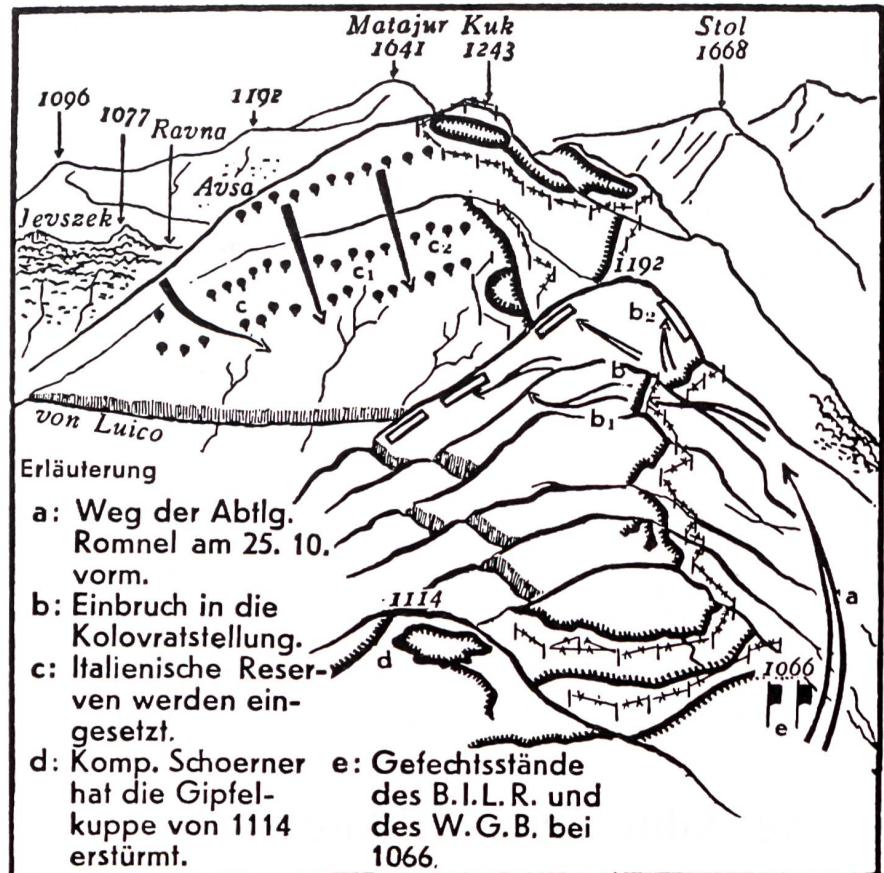 Matajur Kuk
1641 1243
Stol
1668
1096
1077
1192
Ravna
Avsa
Jevszek
c
c1
c2
1192
b2
b
b1
von Luico
Erläuterung
a: Weg der Abtlg.
Romnel am 25. 10.
vorm.
b: Einbruch in die
Kolovratstellung.
c: Italienische Reser-
ven werden ein-
gesetzt.
d: Komp. Schoerner
hat die Gipfel-
kuppe von 1114
erstürmt.
e: Gefechtsstände
des B.I.L.R. und
des W.G.B. bei
1066.
1114
d
a
1066
e